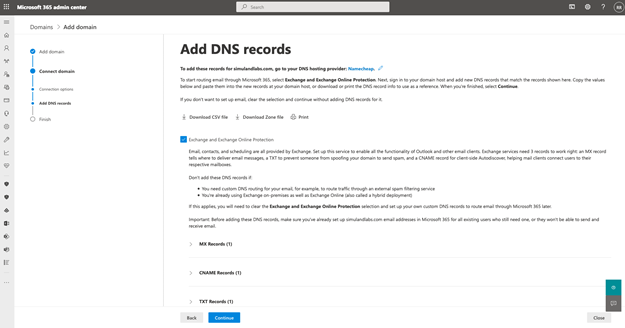 Microsoft 365 admin center
Search
RR
Domains > Add domain
Add domain
Connect domain
Connection options
Add DNS records
Finish
Add DNS records
To add these records for simulandlabs.com, go to your DNS hosting provider: Namecheap.
To start routing email through Microsoft 365, select Exchange and Exchange Online Protection. Next, sign in to your domain host and add new DNS records that match the records shown here. Copy the values
below and paste them into the new records at your domain host, or download or print the DNS record info to use as a reference. When you're finished, select Continue.
If you don't want to set up email, clear the selection and continue without adding DNS records for it.
Download CSV file
Download Zone file
Print
Exchange and Exchange Online Protection
Email, contacts, and scheduling are all provided by Exchange. Set up this service to enable all the functionality of Outlook and other email clients. Exchange services need 3 records to work right: an MX record
tells where to deliver email messages, a TXT to prevent someone from spoofing your domain to send spam, and a CNAME record for client-side Autodiscover, helping mail clients connect users to their
respective mailboxes.
Don't add these DNS records if:
• You need custom DNS routing for your email, for example, to route traffic through an external spam filtering service
• You're already using Exchange on-premises as well as Exchange Online (also called a hybrid deployment)
If this applies, you will need to clear the Exchange and Exchange Online Protection selection and set up your own custom DNS records to route email through Microsoft 365 later.
Important: Before adding these DNS records, make sure you've already set up simulandlabs.com email addresses in Microsoft 365 for all existing users who still need one, or they won't be able to send and
receive email.
MX Records (1)
CNAME Records (1)
TXT Records (1)
Back
Continue
Close